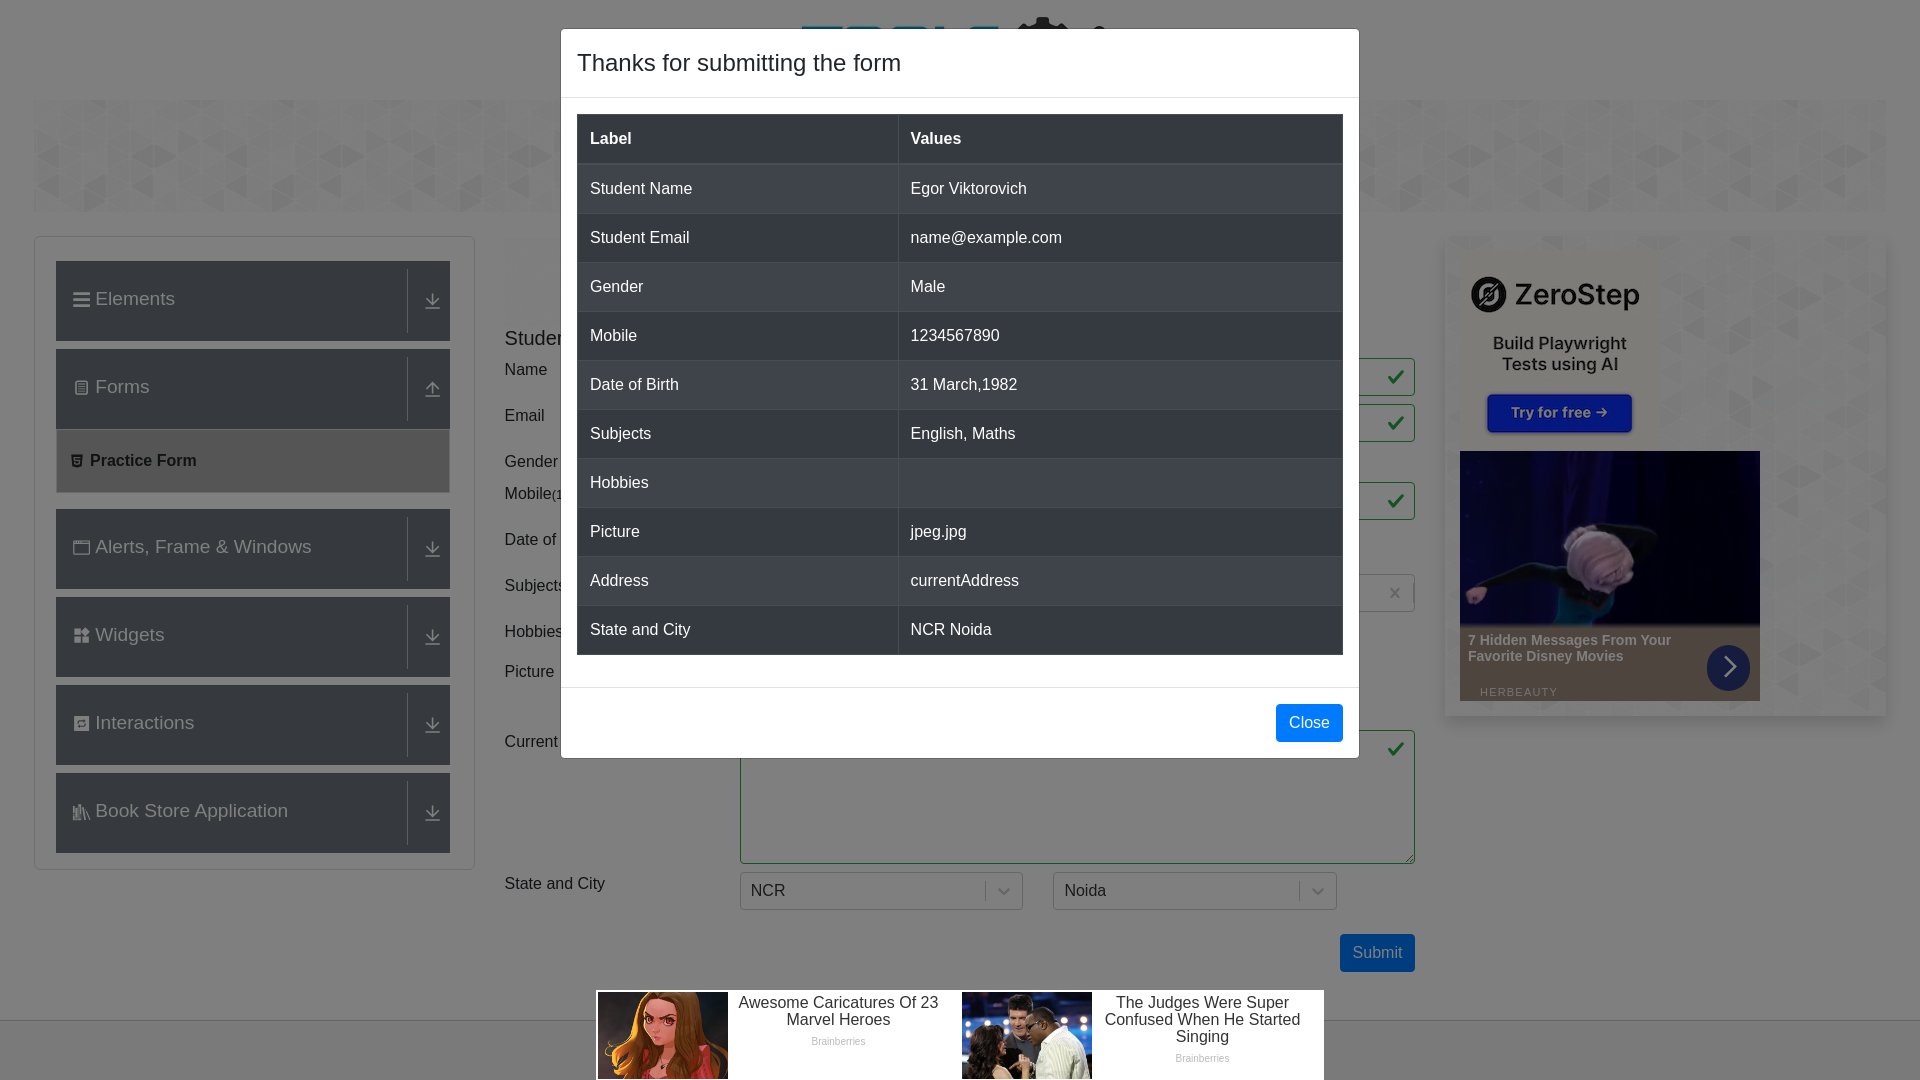 Thanks for submitting the form
Label Values
Student Name Egor Viktorovich
Student Email name@example.com
Gender Male
Mobile 1234567890
Date of Birth 31 March,1982
Subjects English, Maths
Hobbies
Picture jpeg.jpg
Address currentAddress
State and City NCR Noida
Close
Elements
Forms
Practice Form
Alerts, Frame & Windows
Widgets
Interactions
Book Store Application
Name
Email
Gender
Mobile
Date of
Subjects
Hobbies
Picture
Current
State and City NCR Noida
Submit
ZeroStep
Build Playwright
Tests using AI
Try for free →
7 Hidden Messages From Your
Favorite Disney Movies
HERBEAUTY
Awesome Caricatures Of 23
Marvel Heroes
Brainberries
The Judges Were Super
Confused When He Started
Singing
Brainberries